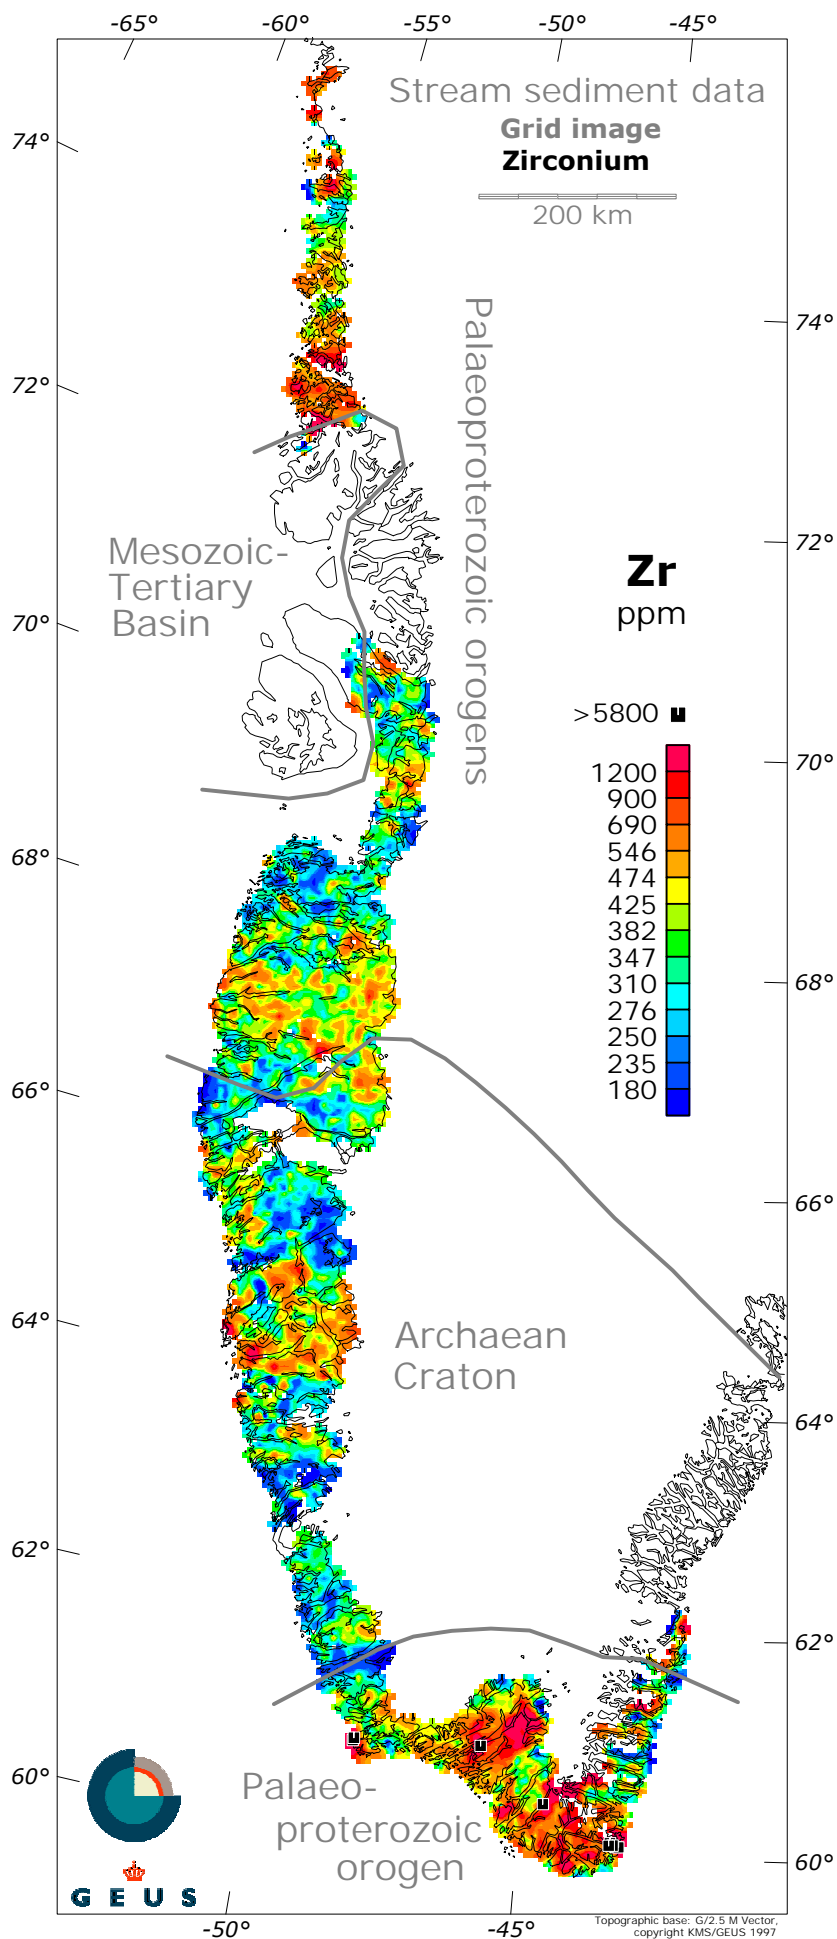 -65° -60° -55° -50° -45°
Stream sediment data
Grid image
Zirconium
200 km
74°
74°
72°
72°
Palaeoproterozoic orogens
Mesozoic-
Tertiary
Basin
Zr
ppm
70°
70°
>5800
1200
900
690
546
474
425
382
347
310
276
250
235
180
68°
68°
66°
66°
64°
64°
Archaean
Craton
62°
62°
60°
60°
Palaeo-
proterozoic
orogen
GEUS
-50° -45°
Topographic base: G/2.5 M Vector,
copyright KMS/GEUS 1997